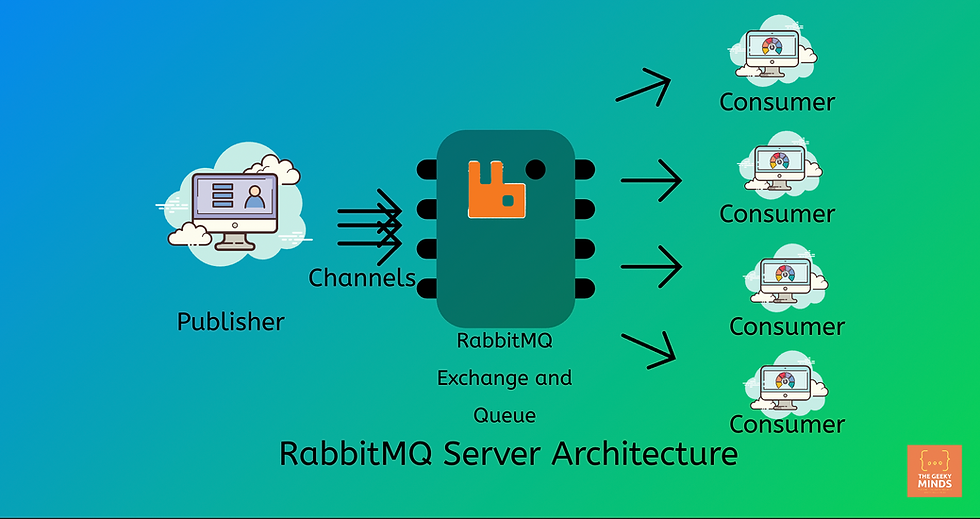 Consumer
Consumer
Channels
Publisher
Consumer
RabbitMQ
Exchange and
Queue
Consumer
RabbitMQ Server Architecture
THE GEEKY
MINDS